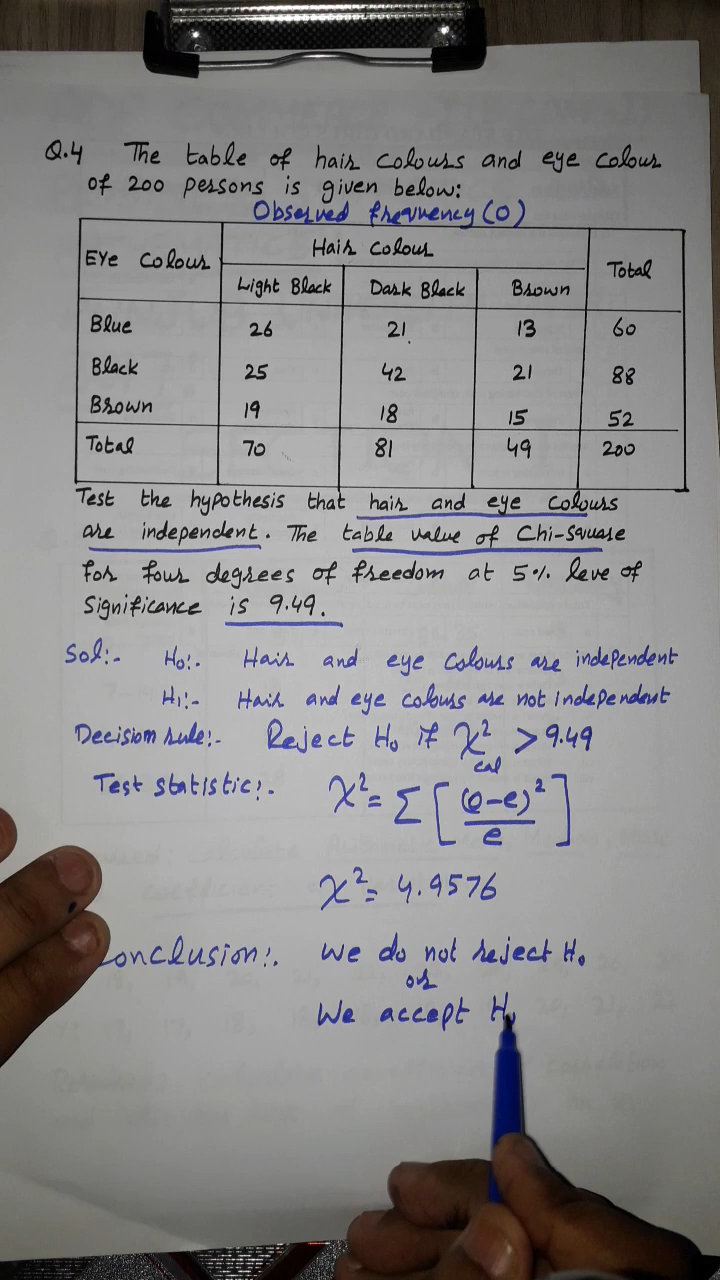 Q.4 The table of hair colours and eye colour
of 200 persons is given below:
Observed frequency (O)
Eye Colour Hair Colour Total
Light Black Dark Black Brown
Blue 26 21 13 60
Black 25 42 21 88
Brown 19 18 15 52
Total 70 81 49 200
Test the hypothesis that hair and eye colours
are independent. The table value of Chi-Square
for four degrees of freedom at 5% leve of
Significance is 9.49.
Sol:- H₀:- Hair and eye colours are independent
H₁:- Hair and eye colours are not independent
Decision rule:- Reject H₀ if χ²cal > 9.49
Test statistic:- χ² = Σ[(o-e)²/e]
χ² = 4.9576
Conclusion:. We do not reject H₀
or
We accept H₀